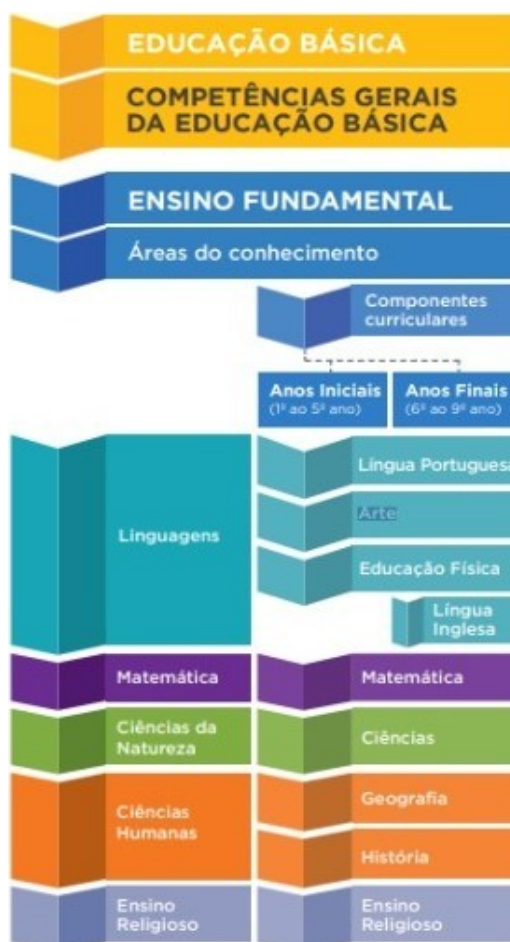 EDUCAÇÃO BÁSICA
COMPETÊNCIAS GERAIS
DA EDUCAÇÃO BÁSICA
ENSINO FUNDAMENTAL
Áreas do conhecimento
Componentes
curriculares
Anos Iniciais
(1º ao 5º ano)
Anos Finais
(6º ao 9º ano)
Linguagens
Língua Portuguesa
Arte
Educação Física
Língua
Inglesa
Matemática
Matemática
Ciências da
Natureza
Ciências
Ciências
Humanas
Geografia
História
Ensino
Religioso
Ensino
Religioso